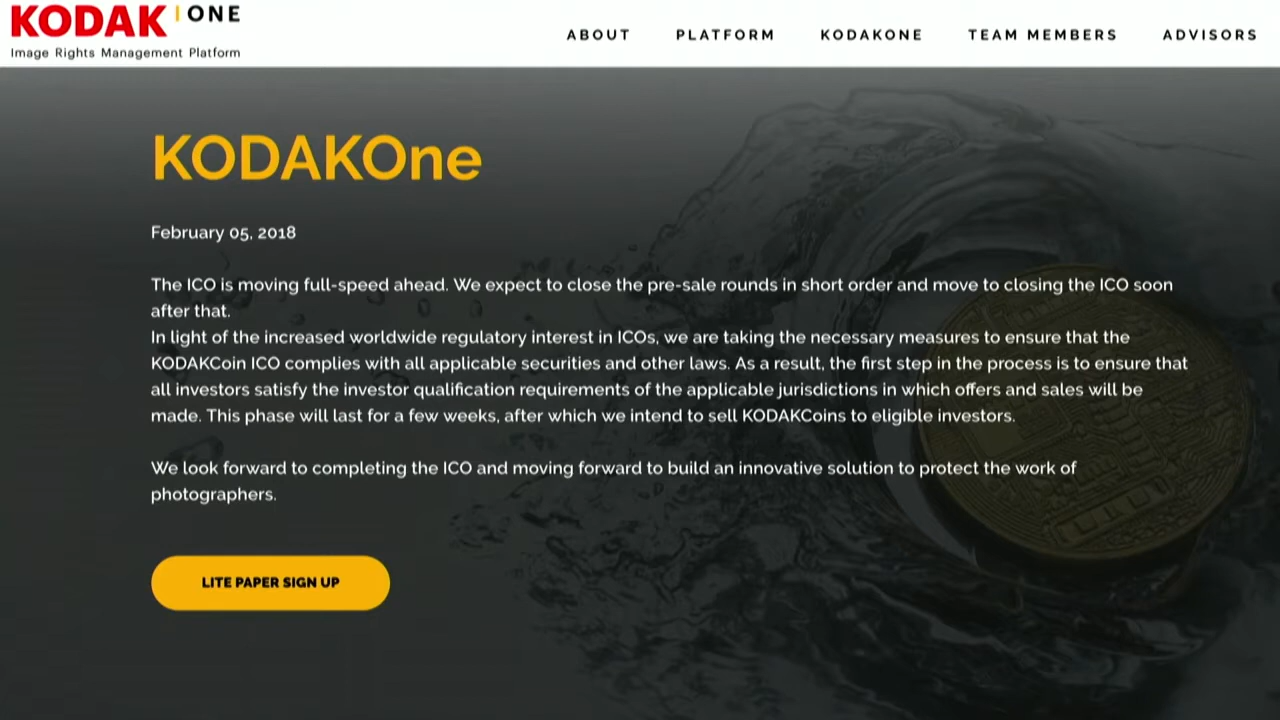 KODAK ONE
Image Rights Management Platform
ABOUT PLATFORM KODAKONE TEAM MEMBERS ADVISORS
KODAKOne
February 05, 2018
The ICO is moving full-speed ahead. We expect to close the pre-sale rounds in short order and move to closing the ICO soon
after that.
In light of the increased worldwide regulatory interest in ICOs, we are taking the necessary measures to ensure that the
KODAKCoin ICO complies with all applicable securities and other laws. As a result, the first step in the process is to ensure that
all investors satisfy the investor qualification requirements of the applicable jurisdictions in which offers and sales will be
made. This phase will last for a few weeks, after which we intend to sell KODAKCoins to eligible investors.
We look forward to completing the ICO and moving forward to build an innovative solution to protect the work of
photographers.
LITE PAPER SIGN UP